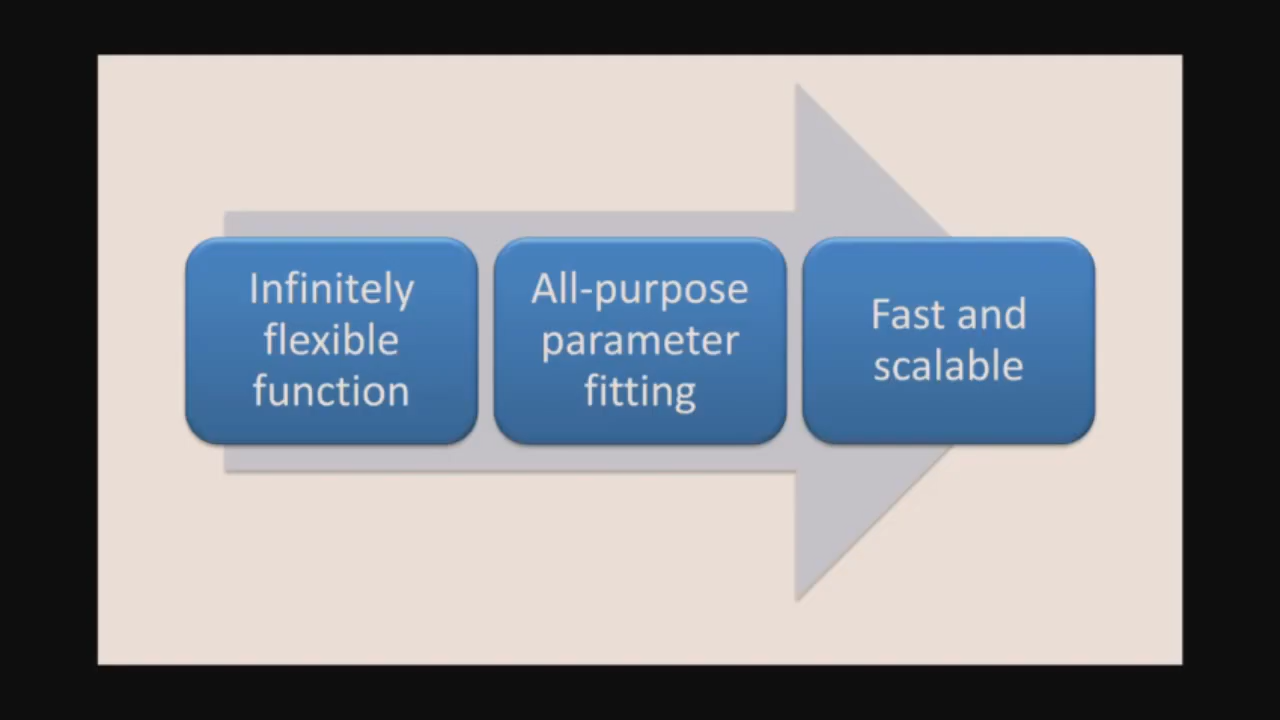 Infinitely
flexible
function
All-purpose
parameter
fitting
Fast and
scalable